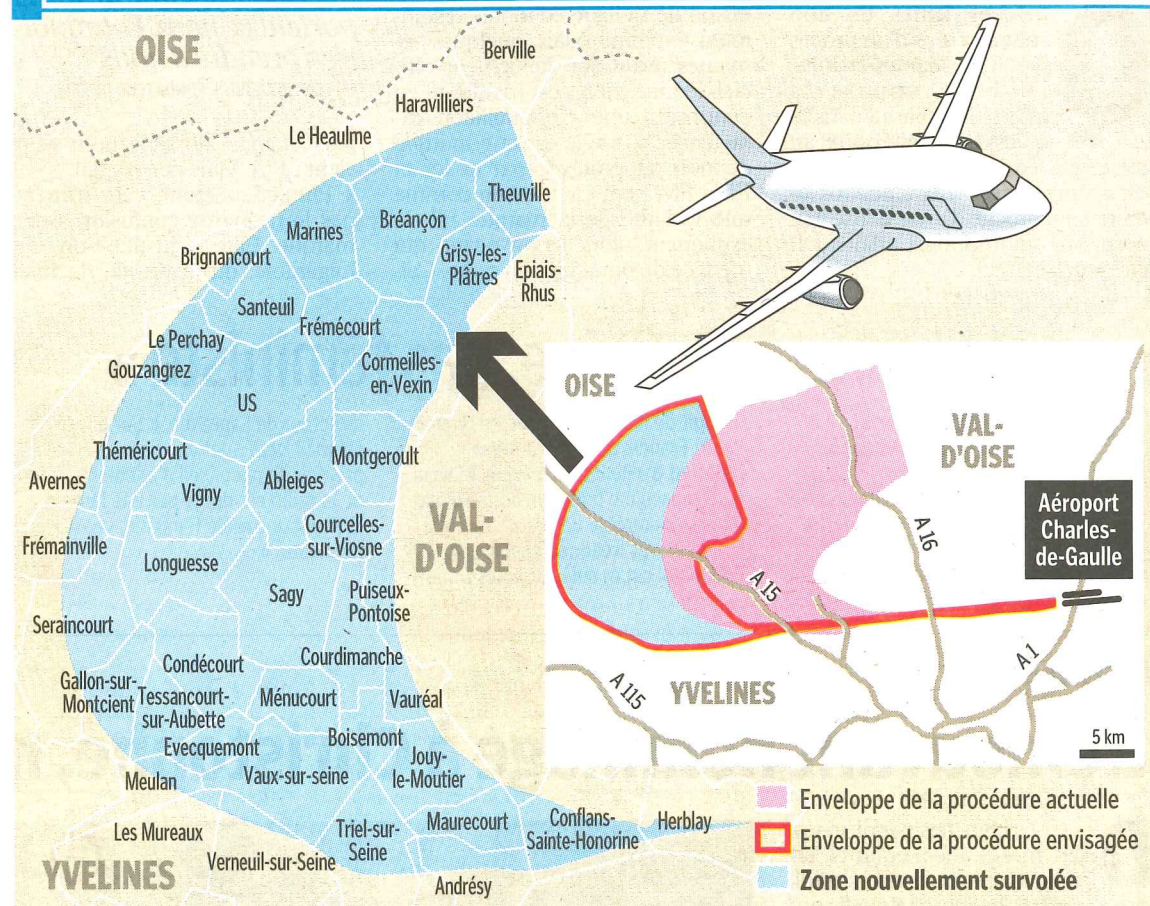 OISE
Berville
Haravilliers
Le Heaulme
Theuville
Bréançon
Marines
Grisy-les-
Plâtres
Epiais-
Rhus
Brignancourt
Santeuil
Frémécourt
Le Perchay
Gouzangrez
Cormeilles-
en-Vexin
US
Théméricourt
Montgeroult
Avernes
Vigny
Ableiges
VAL-
D'OISE
Courcelles-
sur-Viosne
Frémainville
Longuesse
Sagy
Puiseux-
Pontoise
Seraincourt
Condécourt
Courdimanche
Gallon-sur-
Montcient
Tessancourt-
sur-Aubette
Ménucourt
Vauréal
Evecquemont
Boisemont
Jouy-
le-Moutier
Meulan
Vaux-sur-seine
Les Mureaux
Triel-sur-
Seine
Maurecourt
Conflans-
Sainte-Honorine
Herblay
Verneuil-sur-Seine
YVELINES
Andrésy
OISE
VAL-
D'OISE
Aéroport
Charles-
de-Gaulle
A 16
A 15
A 1
A 115
YVELINES
5 km
Enveloppe de la procédure actuelle
Enveloppe de la procédure envisagée
Zone nouvellement survolée